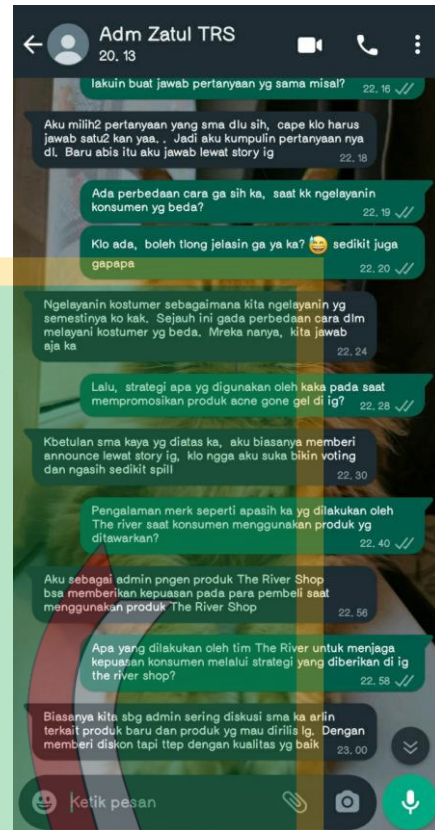 Adm Zatul TRS
20.13
lakuin buat jawab pertanyaan yg sama misal?
22.16
Aku milih2 pertanyaan yang sma dlu sih, cape klo harus
jawab satu2 kan yaa.. Jadi aku kumpulin pertanyaan nya
dl. Baru abis itu aku jawab lewat story ig
22.18
Ada perbedaan cara ga sih ka, saat kk ngelayanin
konsumen yg beda?
22.19
Klo ada, boleh tlong jelasin ga ya ka? 😅 sedikit juga
gapapa
22.20
Ngelayanin kostumer sebagaimana kita ngelayanin yg
semestinya ko kak. Sejauh ini gada perbedaan cara dlm
melayani kostumer yg beda. Mreka nanya, kita jawab
aja ka
22.24
Lalu, strategi apa yg digunakan oleh kaka pada saat
mempromosikan produk acne gone gel di ig?
22.28
Kbetulan sma kaya yg diatas ka, aku biasanya memberi
announce lewat story ig, klo ngga aku suka bikin voting
dan ngasih sedikit spill
22.30
Pengalaman merk seperti apasih ka yg dilakukan oleh
The river saat konsumen menggunakan produk yg
ditawarkan?
22.40
Aku sebagai admin pngen produk The River Shop
bsa memberikan kepuasan pada para pembeli saat
menggunakan produk The River Shop
22.56
Apa yang dilakukan oleh tim The River untuk menjaga
kepuasan konsumen melalui strategi yang diberikan di ig
the river shop?
22.58
Biasanya kita sbg admin sering diskusi sma ka arlin
terkait produk baru dan produk yg mau dirilis lg. Dengan
memberi diskon tapi ttep dengan kualitas yg baik
23.00
Ketik pesan